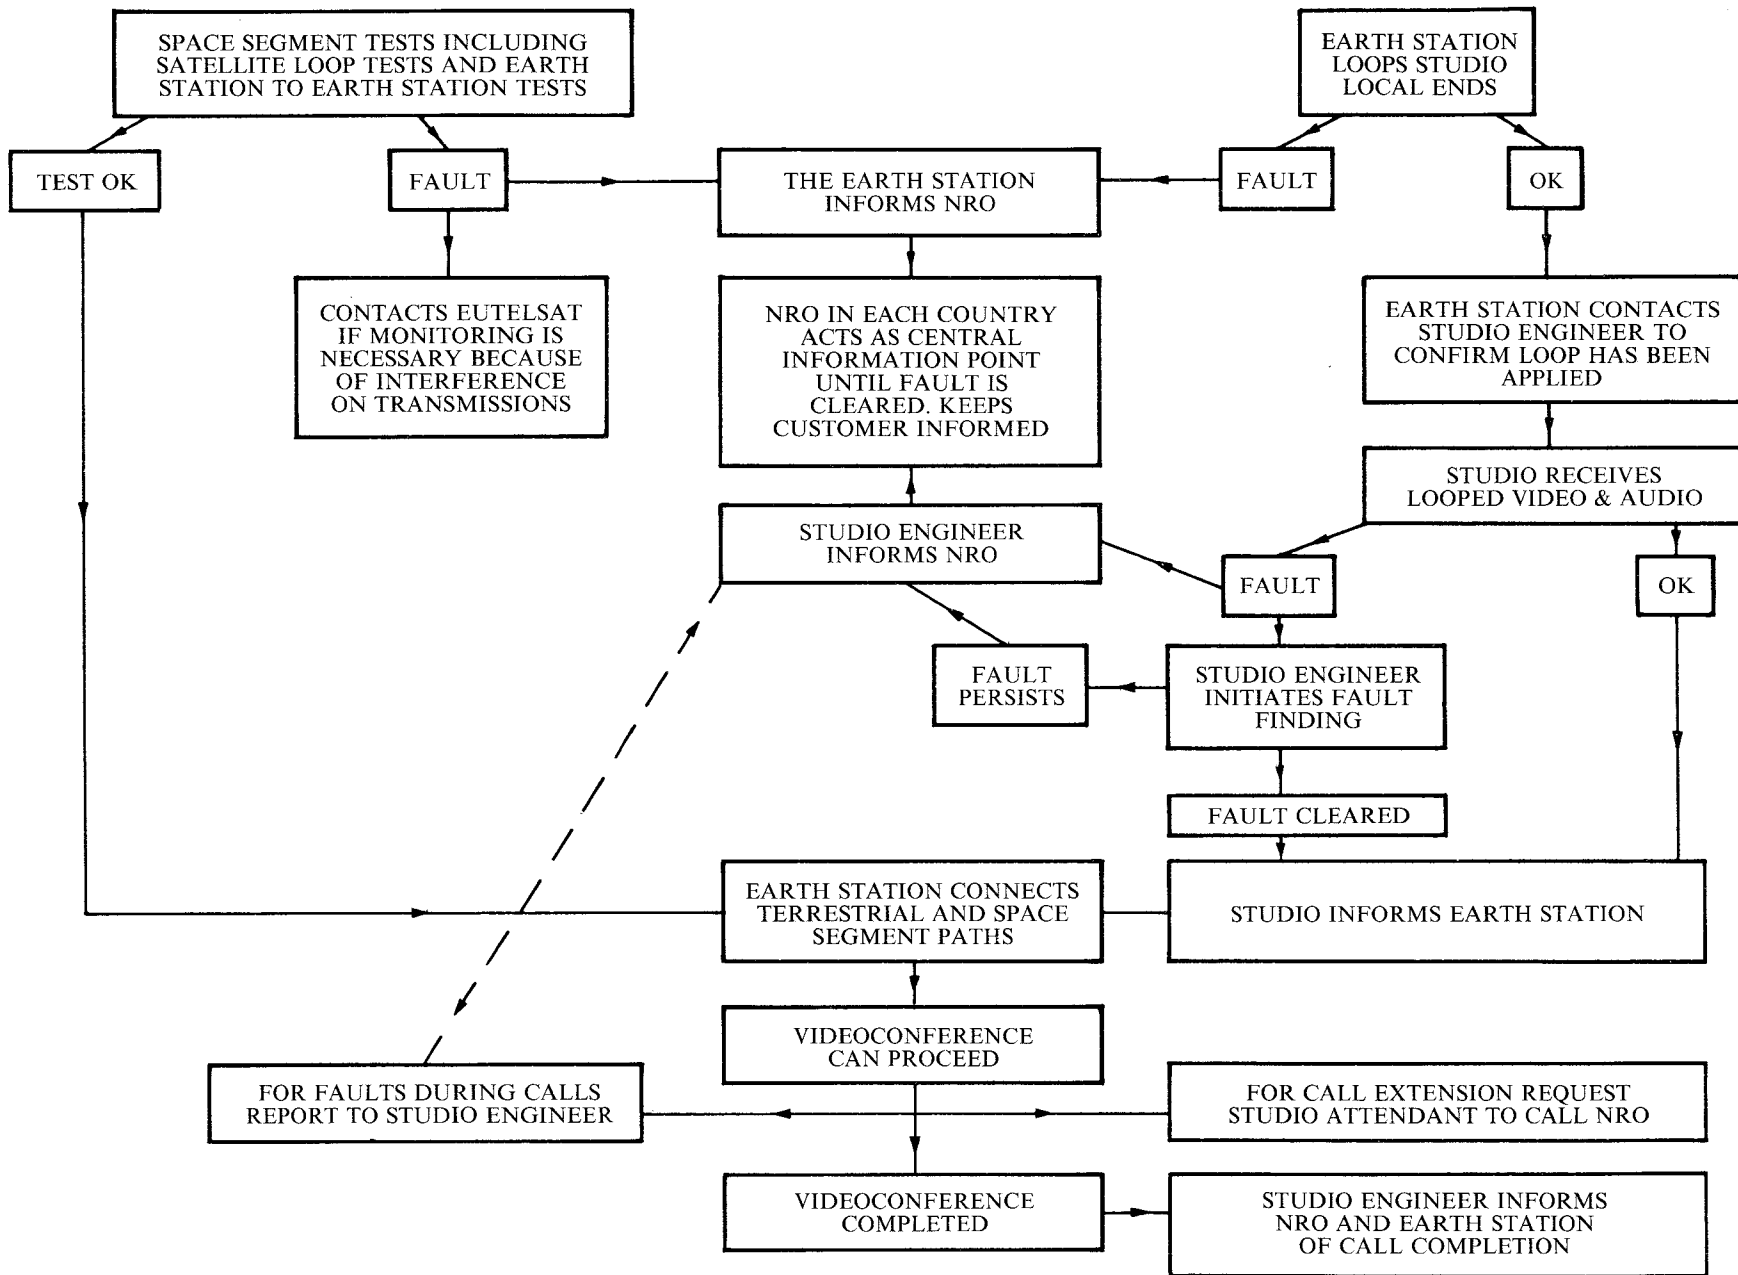 SPACE SEGMENT TESTS INCLUDING
SATELLITE LOOP TESTS AND EARTH
STATION TO EARTH STATION TESTS
EARTH STATION
LOOPS STUDIO
LOCAL ENDS
TEST OK
FAULT
THE EARTH STATION
INFORMS NRO
FAULT
OK
CONTACTS EUTELSAT
IF MONITORING IS
NECESSARY BECAUSE
OF INTERFERENCE
ON TRANSMISSIONS
NRO IN EACH COUNTRY
ACTS AS CENTRAL
INFORMATION POINT
UNTIL FAULT IS
CLEARED. KEEPS
CUSTOMER INFORMED
EARTH STATION CONTACTS
STUDIO ENGINEER TO
CONFIRM LOOP HAS BEEN
APPLIED
STUDIO RECEIVES
LOOPED VIDEO & AUDIO
STUDIO ENGINEER
INFORMS NRO
FAULT
OK
FAULT
PERSISTS
STUDIO ENGINEER
INITIATES FAULT
FINDING
FAULT CLEARED
EARTH STATION CONNECTS
TERRESTRIAL AND SPACE
SEGMENT PATHS
STUDIO INFORMS EARTH STATION
VIDEOCONFERENCE
CAN PROCEED
FOR FAULTS DURING CALLS
REPORT TO STUDIO ENGINEER
FOR CALL EXTENSION REQUEST
STUDIO ATTENDANT TO CALL NRO
VIDEOCONFERENCE
COMPLETED
STUDIO ENGINEER INFORMS
NRO AND EARTH STATION
OF CALL COMPLETION